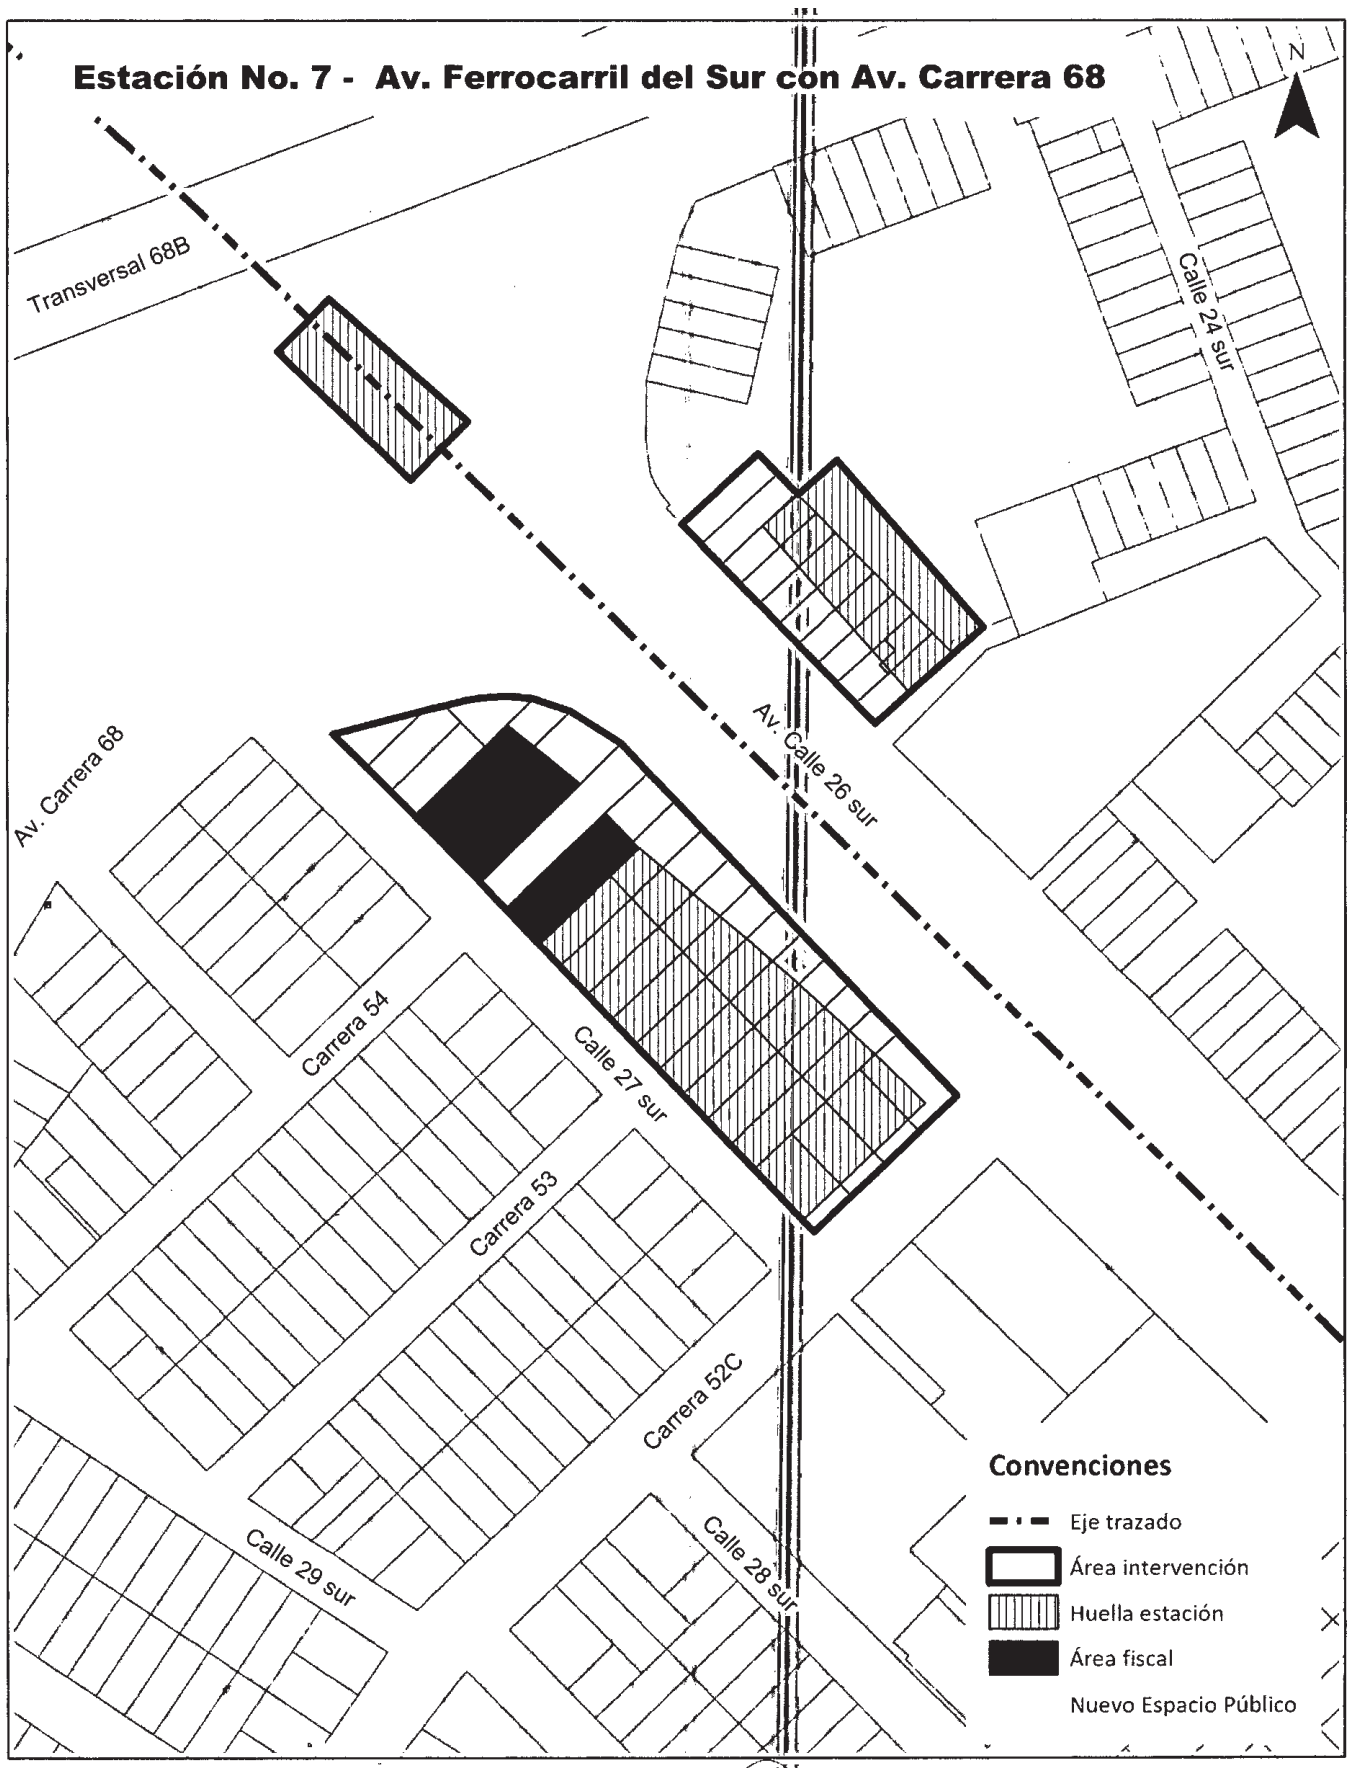 Estación No. 7 - Av. Ferrocarril del Sur con Av. Carrera 68
N
Transversal 68B
Calle 24 sur
Av. Calle 26 sur
Av. Carrera 68
Carrera 54
Calle 27 sur
Carrera 53
Carrera 52C
Calle 29 sur
Calle 28 sur
Convenciones
Eje trazado
Área intervención
Huella estación
Área fiscal
Nuevo Espacio Público